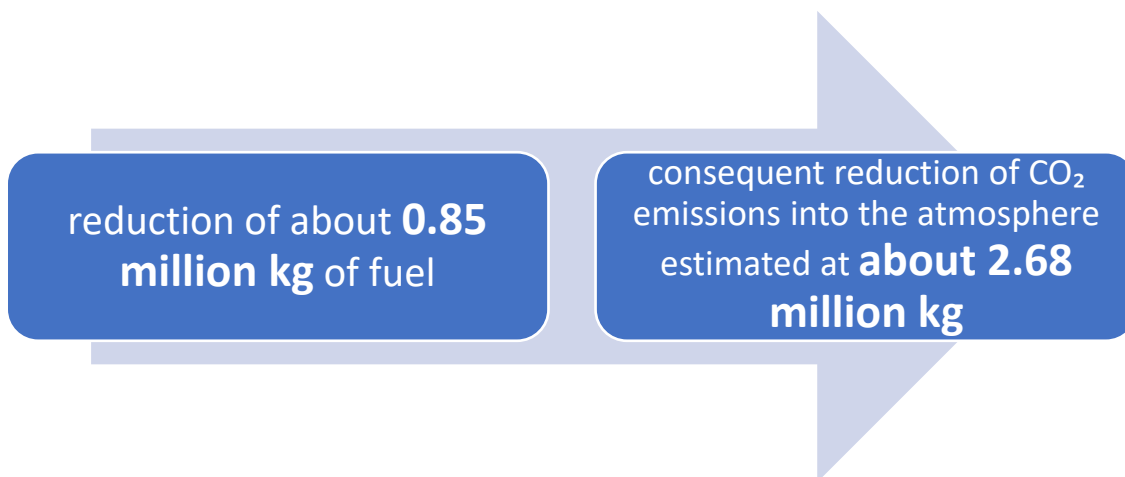 reduction of about 0.85
million kg of fuel
consequent reduction of CO₂
emissions into the atmosphere
estimated at about 2.68
million kg